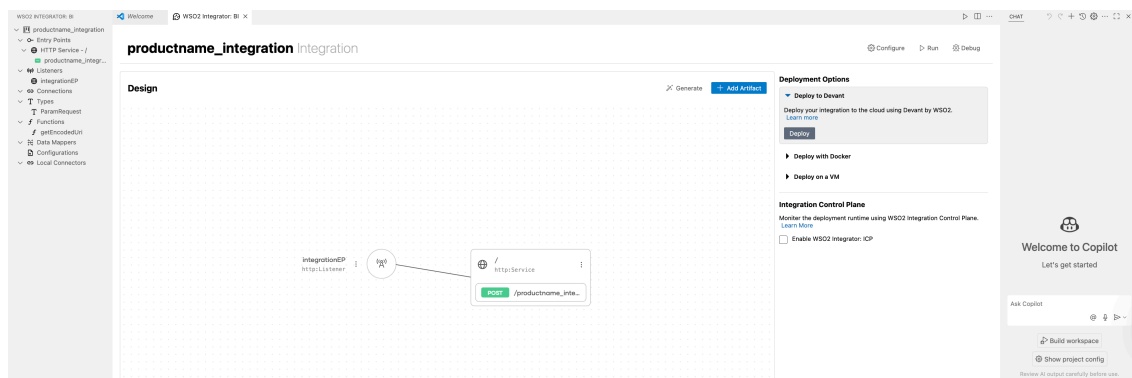 WSO2 INTEGRATOR: BI
productname_integration
Entry Points
HTTP Service - /
productname_integr...
Listeners
integrationEP
Connections
Types
ParamRequest
Functions
getEncodedUri
Data Mappers
Configurations
Local Connectors
Welcome
WSO2 Integrator: BI
productname_integration Integration
Configure
Run
Debug
Design
Generate
+ Add Artifact
integrationEP
http:Listener
/
http:Service
POST /productname_inte...
Deployment Options
Deploy to Devant
Deploy your integration to the cloud using Devant by WSO2.
Learn more
Deploy
Deploy with Docker
Deploy on a VM
Integration Control Plane
Moniter the deployment runtime using WSO2 Integration Control Plane.
Learn More
Enable WSO2 Integrator: ICP
CHAT
Welcome to Copilot
Let's get started
Ask Copilot
Build workspace
Show project config
Review AI output carefully before use.